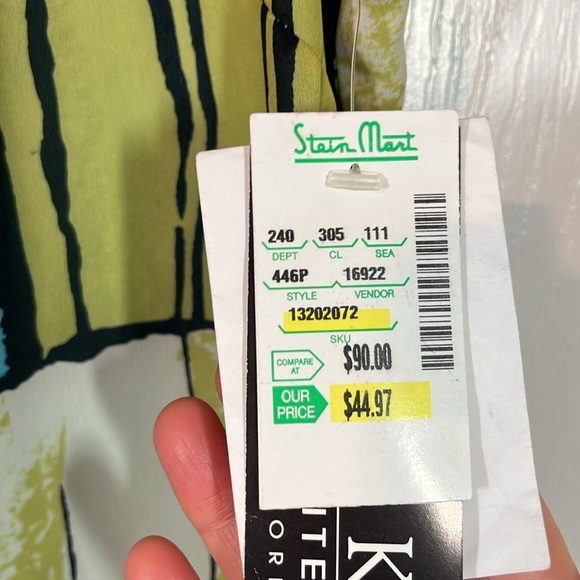 Stein Mart
240 305 111
DEPT CL SEA
446P 16922
STYLE VENDOR
13202072
SKU
COMPARE AT $90.00
OUR PRICE $44.97